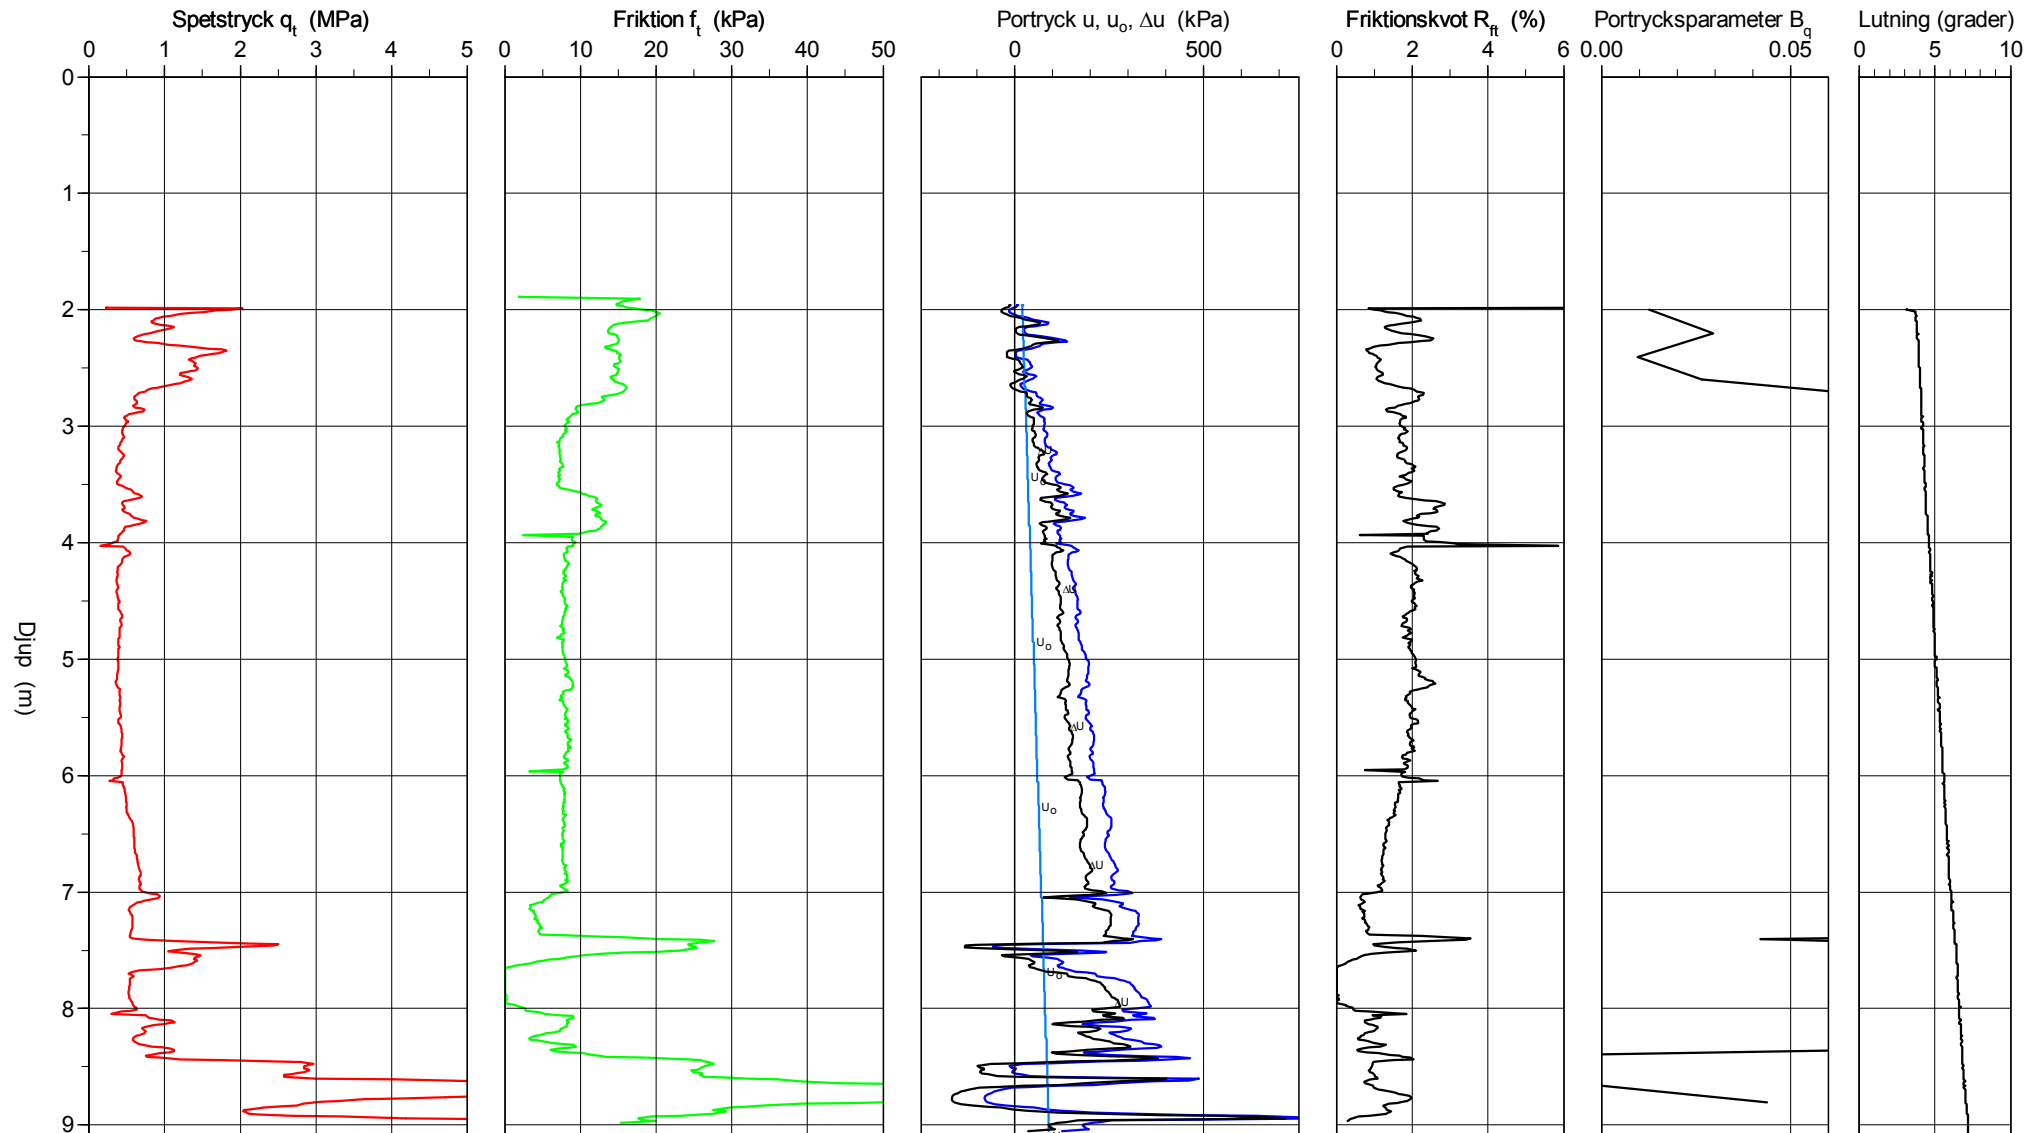 Spetstryck qt (MPa) Friktion ft (kPa) Portryck u, uo, Δu (kPa) Friktionskvot Rft (%) Portrycksparameter Bq Lutning (grader)
0 1 2 3 4 5 0 10 20 30 40 50 0 500 0 2 4 6 0.00 0.05 0 5 10
0
1
2
3
ΔU
Uo
4
ΔU
Uo
5
Djup (m)
ΔU
6
Uo
ΔU
7
Uo
ΔU
8
9